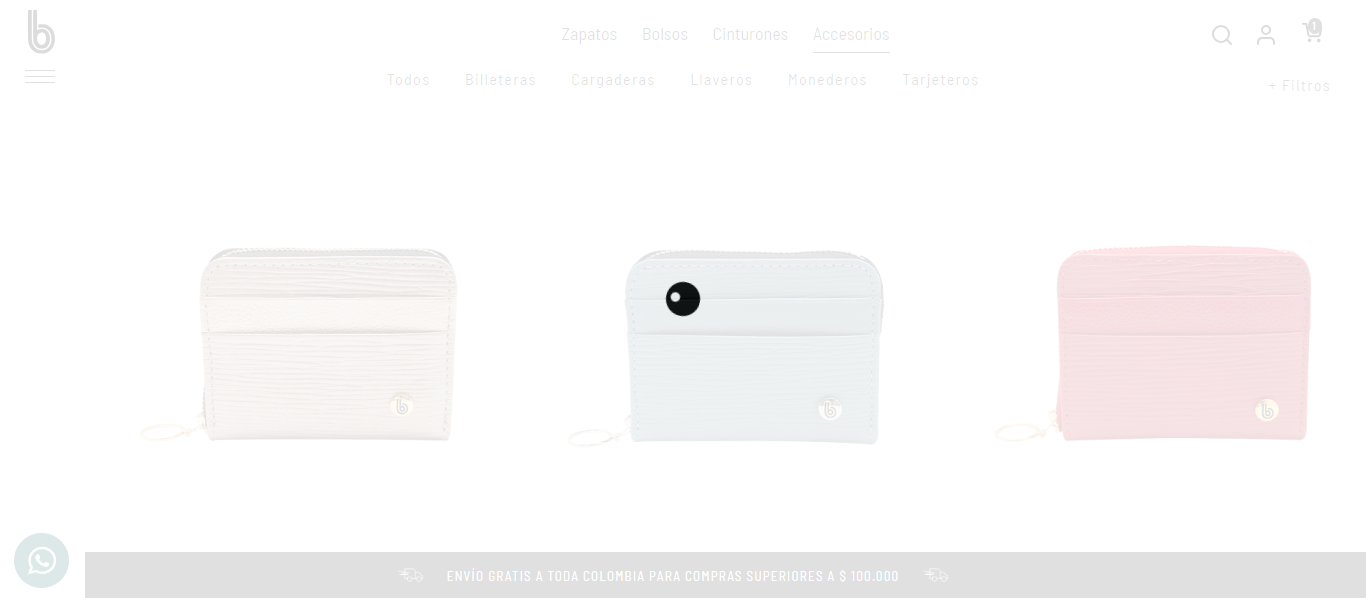 b
Zapatos Bolsos Cinturones Accesorios
1
Todos Billeteras Cargaderas Llaveros Monederos Tarjeteros
+ Filtros
b b b
ENVÍO GRATIS A TODA COLOMBIA PARA COMPRAS SUPERIORES A $ 100.000